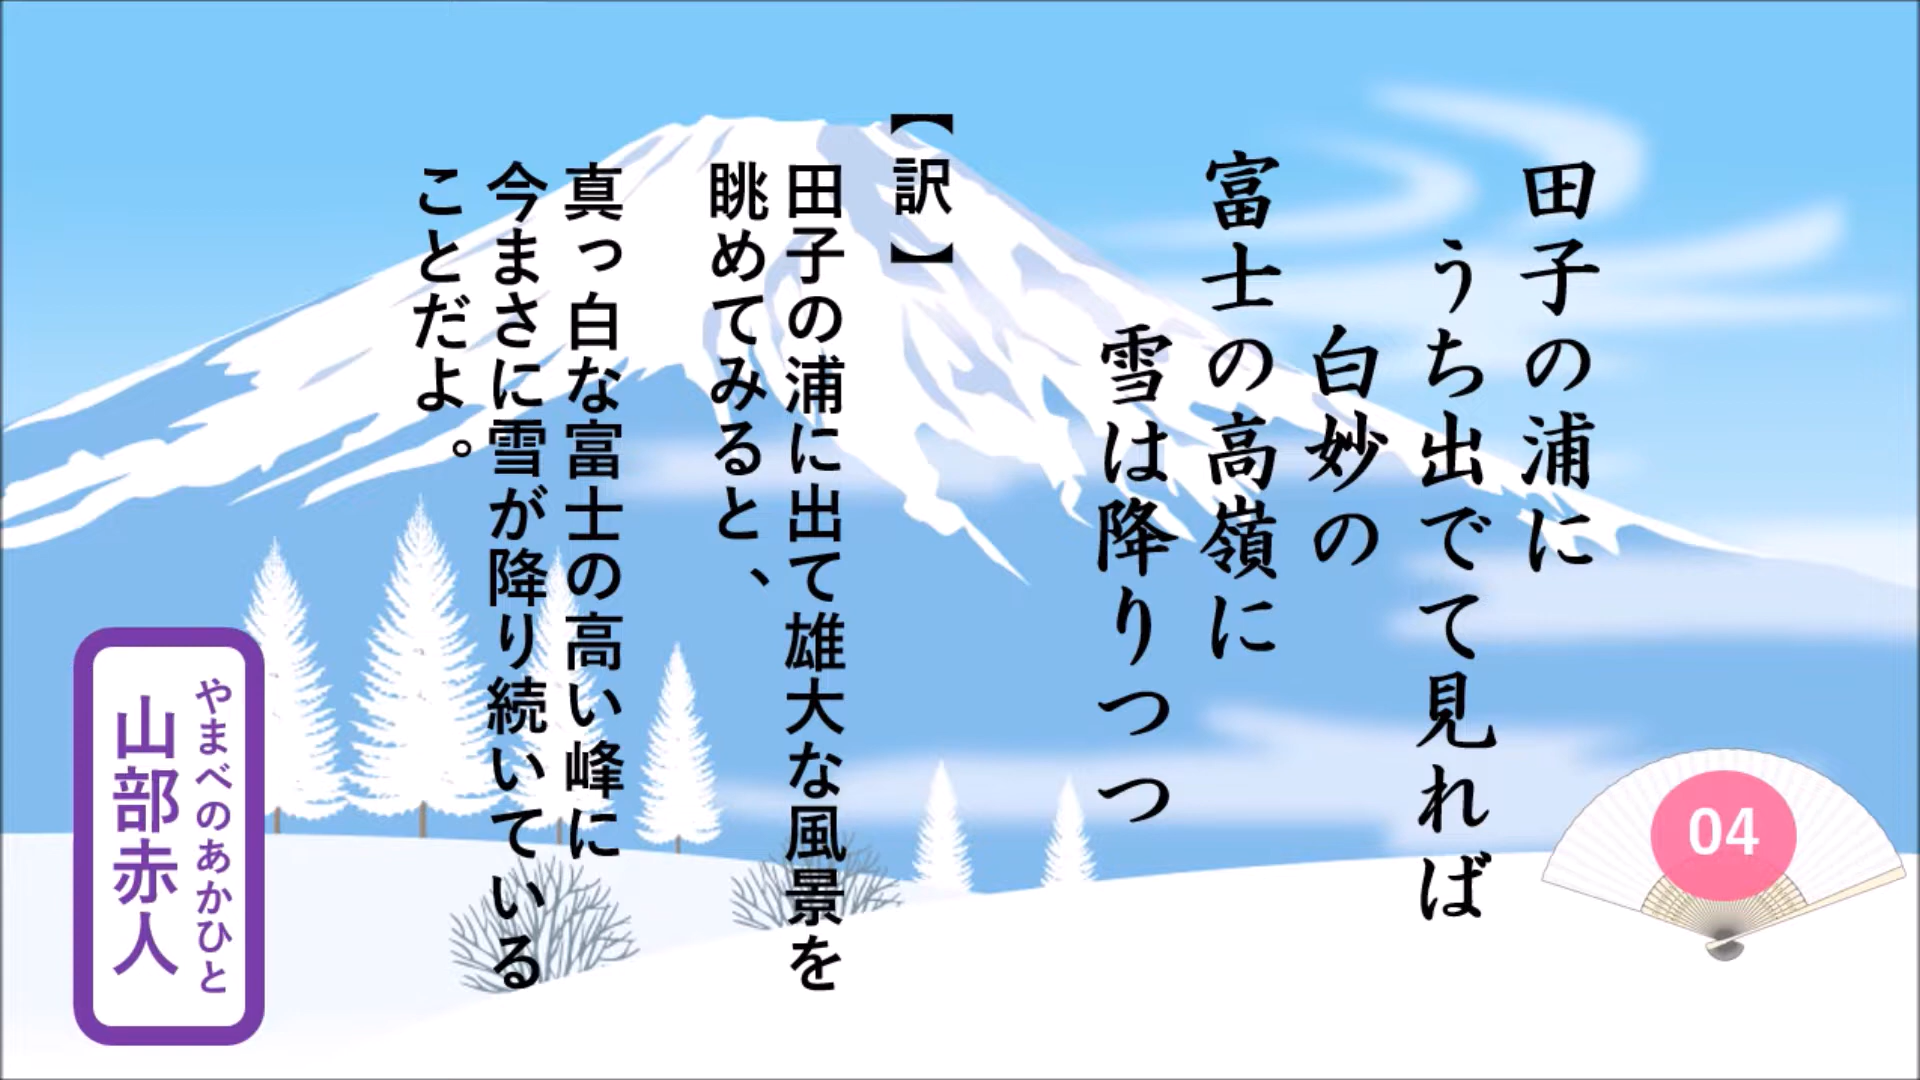 田子の浦に
うち出でて見れば
白妙の
富士の高嶺に
雪は降りつつ
【訳】
田子の浦に出て雄大な風景を
眺めてみると、
真っ白な富士の高い峰に
今まさに雪が降り続いている
ことだよ。
やまべのあかひと
山部赤人
04